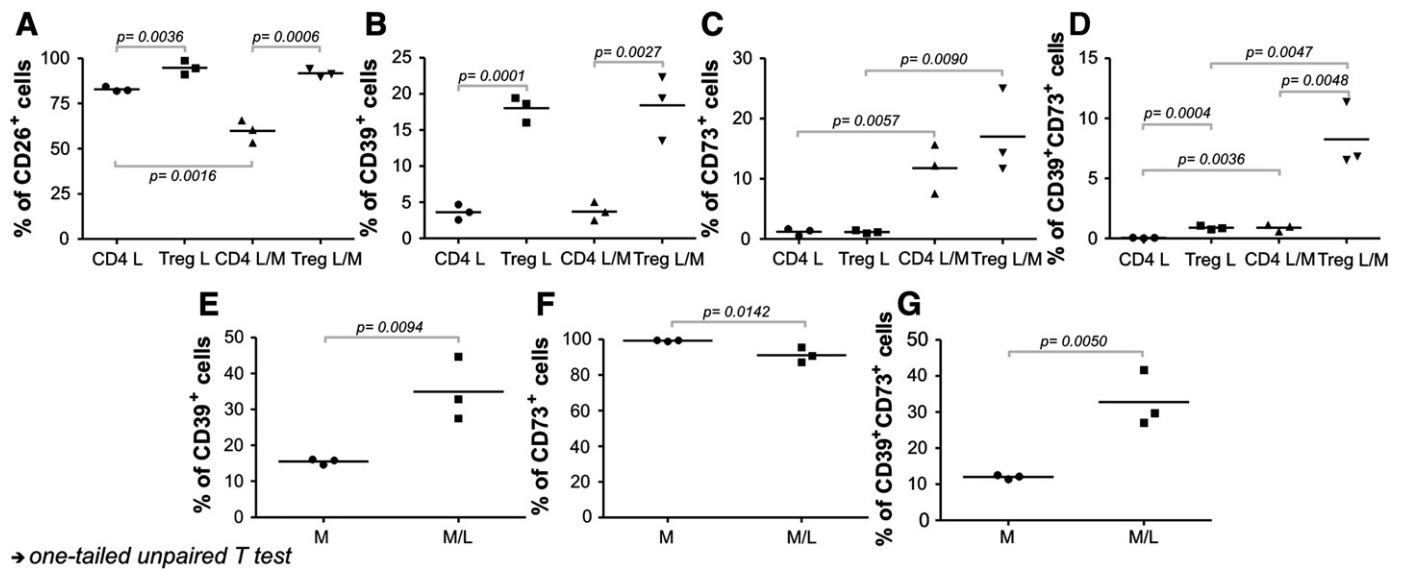 A
p= 0.0036
p= 0.0006
% of CD26+ cells
100
75
50
25
0
p= 0.0016
CD4 L Treg L CD4 L/M Treg L/M
B
p= 0.0027
p= 0.0001
% of CD39+ cells
25
20
15
10
5
0
CD4 L Treg L CD4 L/M Treg L/M
C
p= 0.0090
p= 0.0057
% of CD73+ cells
30
20
10
0
CD4 L Treg L CD4 L/M Treg L/M
D
p= 0.0047
p= 0.0048
p= 0.0004
p= 0.0036
% of CD39+CD73+ cells
15
10
5
0
CD4 L Treg L CD4 L/M Treg L/M
E
p= 0.0094
% of CD39+ cells
50
40
30
20
10
0
M M/L
F
p= 0.0142
% of CD73+ cells
100
80
60
40
20
0
M M/L
G
p= 0.0050
% of CD39+CD73+ cells
50
40
30
20
10
0
M M/L
➔ one-tailed unpaired T test